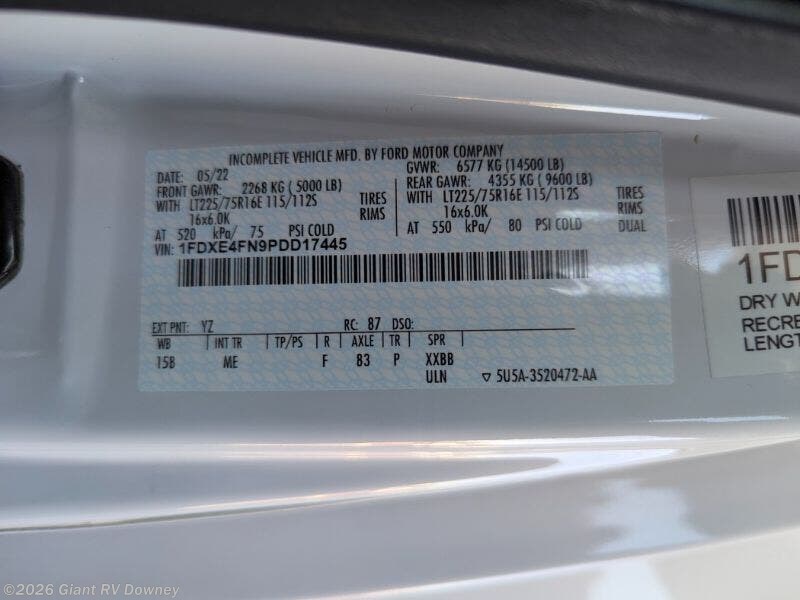 INCOMPLETE VEHICLE MFD. BY FORD MOTOR COMPANY
DATE: 05/22
GVWR: 6577 KG (14500 LB)
FRONT GAWR: 2268 KG ( 5000 LB)
REAR GAWR: 4355 KG ( 9600 LB)
WITH LT225/75R16E 115/112S TIRES
WITH LT225/75R16E 115/112S TIRES
16x6.0K RIMS
16x6.0K RIMS
AT 520 kPa/ 75 PSI COLD
AT 550 kPa/ 80 PSI COLD DUAL
VIN: 1FDXE4FN9PDD17445
EXT PNT: YZ RC: 87 DSO:
WB INT TR TP/PS R AXLE TR SPR
15B ME F 83 P XXBB
ULN 5U5A-3520472-AA
1FD
DRY W
RECRE
LENGT
©2026 Giant RV Downey